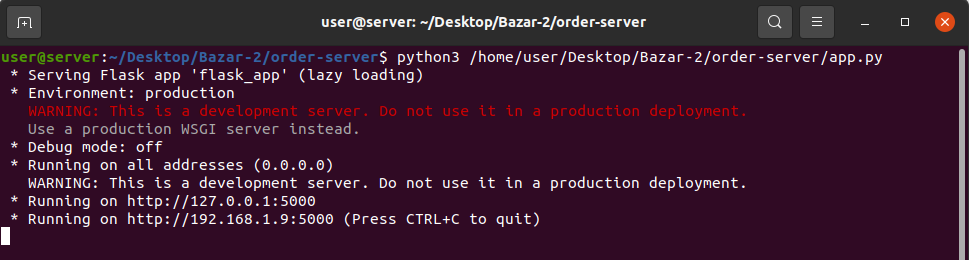 user@server: ~/Desktop/Bazar-2/order-server
user@server:~/Desktop/Bazar-2/order-server$ python3 /home/user/Desktop/Bazar-2/order-server/app.py
 * Serving Flask app 'flask_app' (lazy loading)
 * Environment: production
   WARNING: This is a development server. Do not use it in a production deployment.
   Use a production WSGI server instead.
 * Debug mode: off
 * Running on all addresses (0.0.0.0)
   WARNING: This is a development server. Do not use it in a production deployment.
 * Running on http://127.0.0.1:5000
 * Running on http://192.168.1.9:5000 (Press CTRL+C to quit)